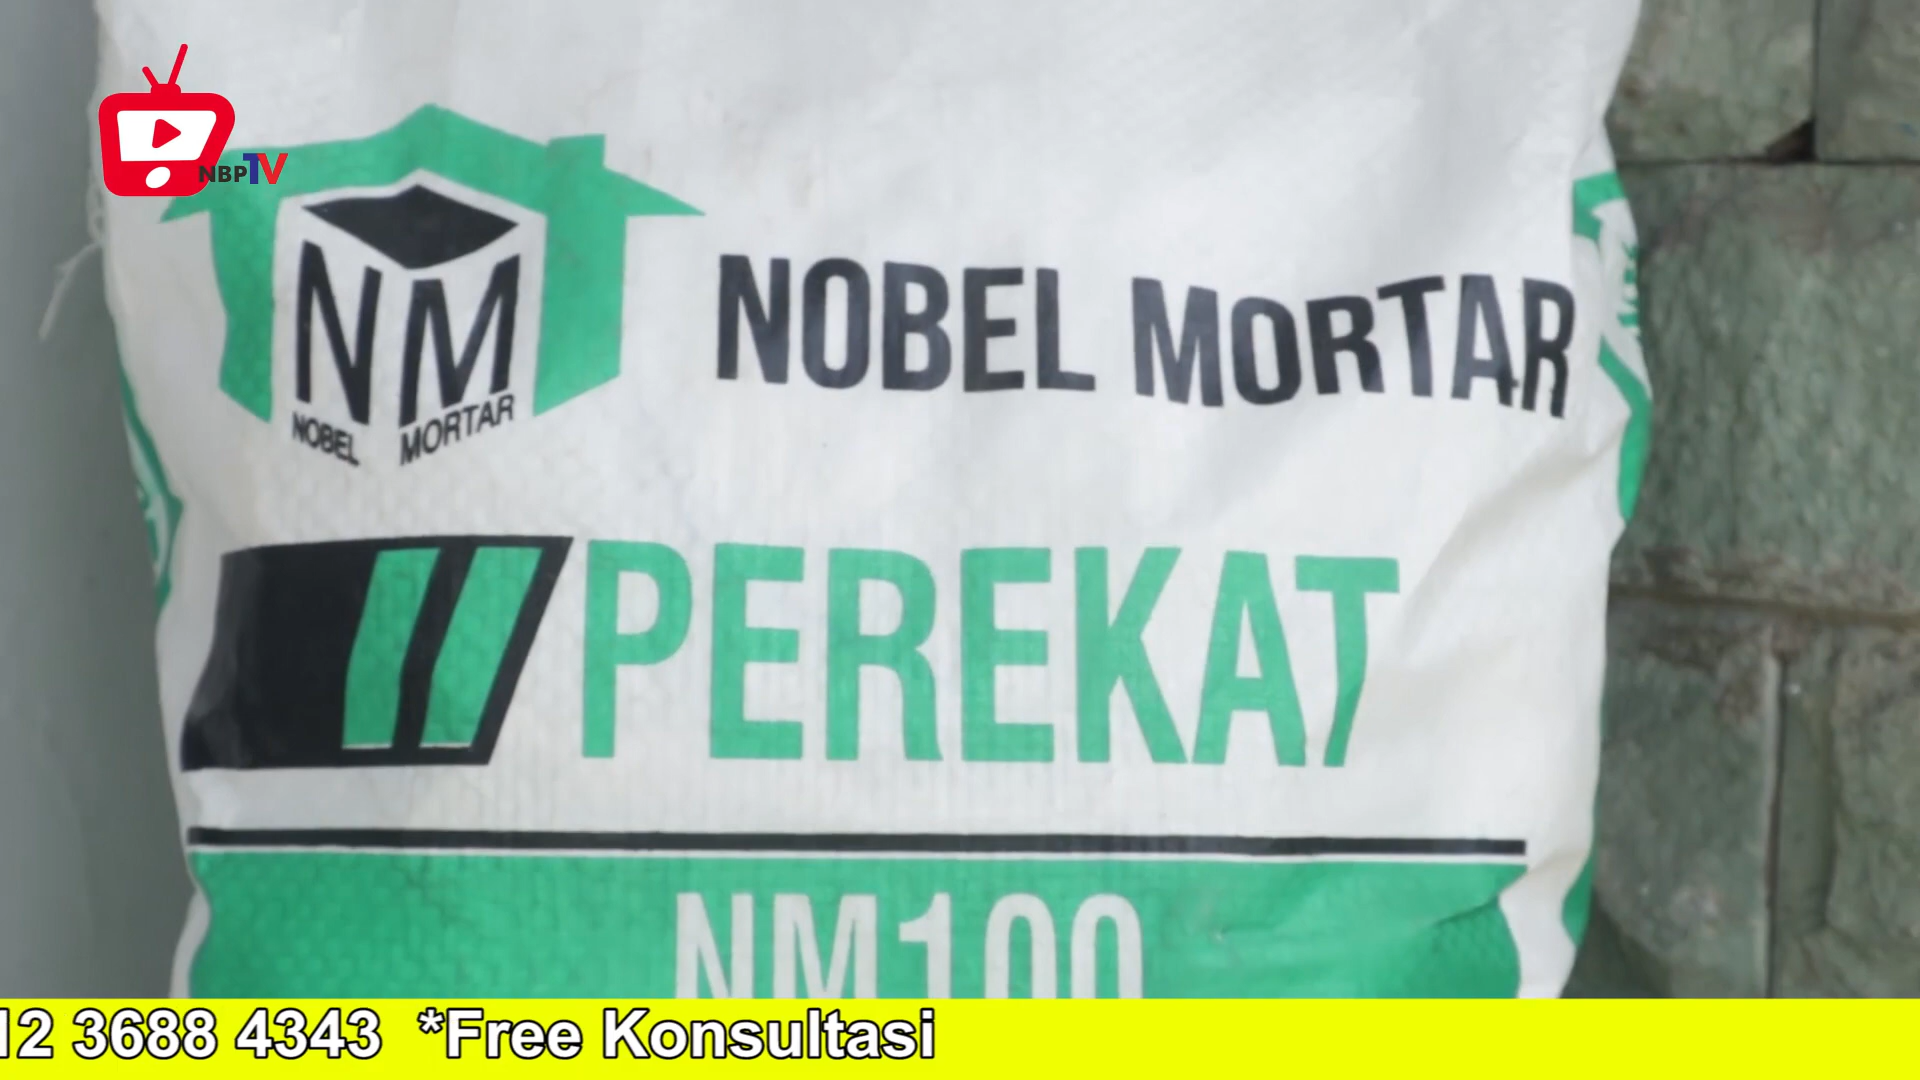 NBPTV
NM
NOBEL MORTAR
NOBEL MORTAR
PEREKAT
NM100
12 3688 4343 *Free Konsultasi